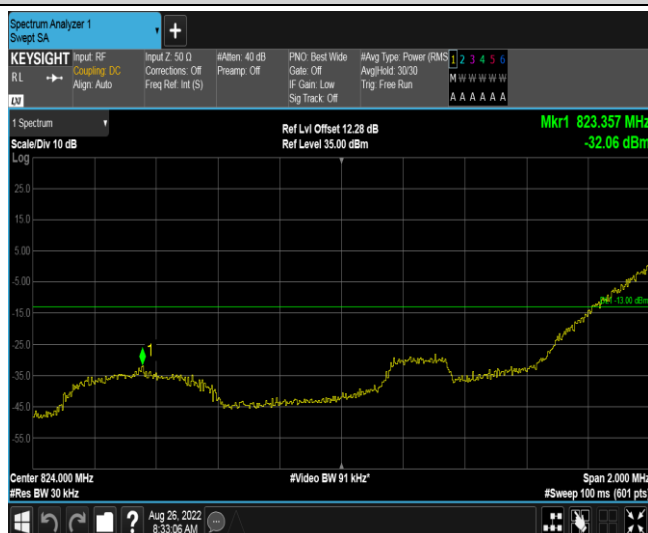 Spectrum Analyzer 1
Swept SA
+
KEYSIGHT
RL
Input: RF
Coupling: DC
Align: Auto
Input Z: 50 Ω
Corrections: Off
Freq Ref: Int (S)
#Atten: 40 dB
Preamp: Off
PNO: Best Wide
Gate: Off
IF Gain: Low
Sig Track: Off
#Avg Type: Power (RMS
Avg|Hold: 30/30
Trig: Free Run
1 2 3 4 5 6
M W W W W W
A A A A A A
LXI
1 Spectrum
Scale/Div 10 dB
Log
Ref Lvl Offset 12.28 dB
Ref Level 35.00 dBm
Mkr1 823.357 MHz
-32.06 dBm
25.0
15.0
5.00
-5.00
-15.0
-25.0
-35.0
-45.0
-55.0
1
-13.00 dBm
Center 824.000 MHz
#Res BW 30 kHz
#Video BW 91 kHz*
Span 2.000 MHz
#Sweep 100 ms (601 pts)
?
Aug 26, 2022
8:33:06 AM